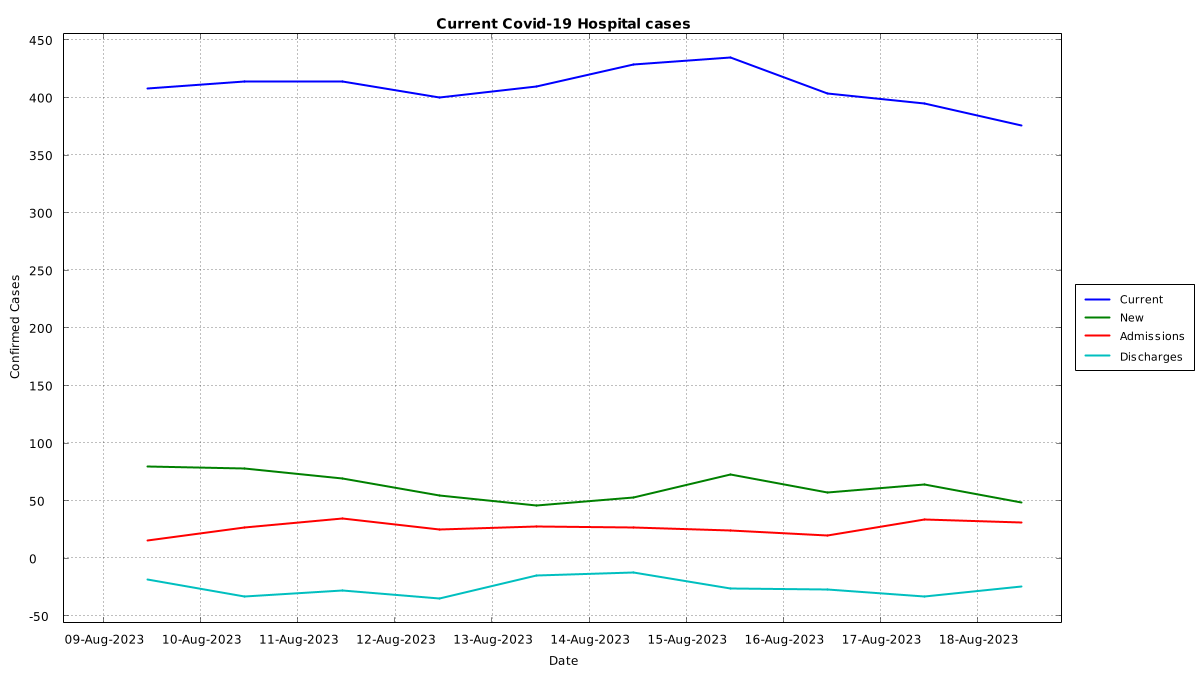 Current Covid-19 Hospital cases
450
400
350
300
250
200
150
100
50
0
-50
Confirmed Cases
09-Aug-2023 10-Aug-2023 11-Aug-2023 12-Aug-2023 13-Aug-2023 14-Aug-2023 15-Aug-2023 16-Aug-2023 17-Aug-2023 18-Aug-2023
Date
Current
New
Admissions
Discharges